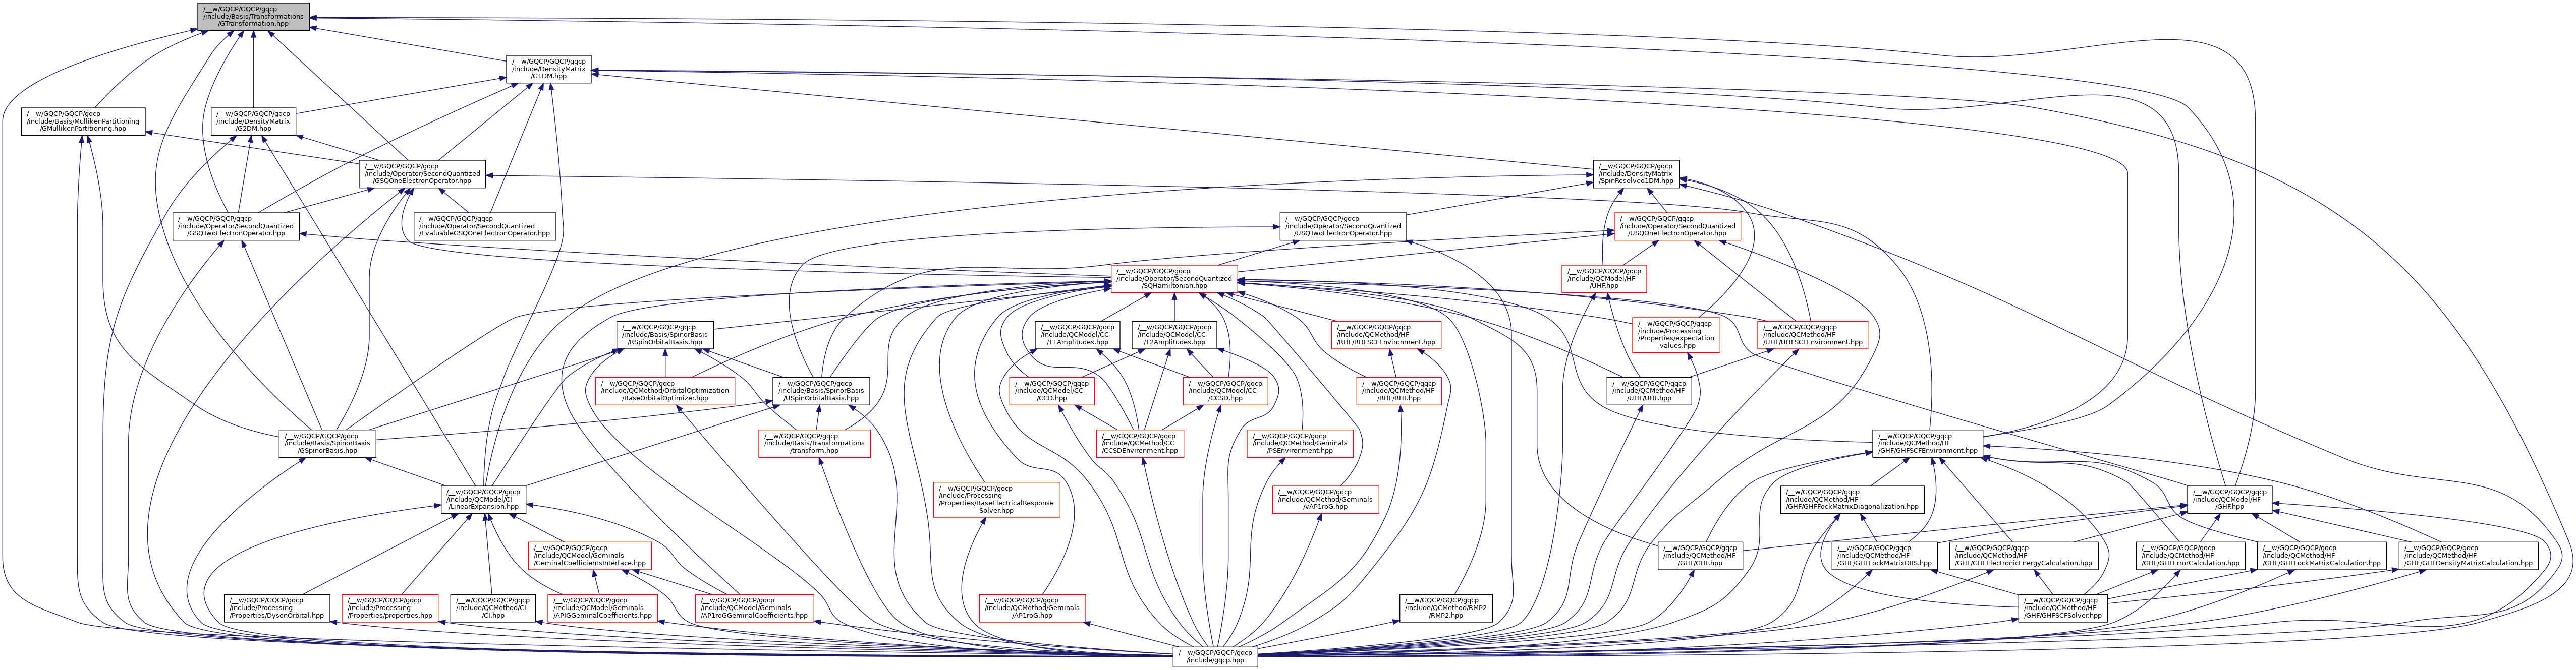 /__w/GQCP/GQCP/gqcp
/include/Basis/Transformations
/GTransformation.hpp
/__w/GQCP/GQCP/gqcp
/include/DensityMatrix
/G1DM.hpp
/__w/GQCP/GQCP/gqcp
/include/Basis/MullikenPartitioning
/GMullikenPartitioning.hpp
/__w/GQCP/GQCP/gqcp
/include/DensityMatrix
/G2DM.hpp
/__w/GQCP/GQCP/gqcp
/include/Operator/SecondQuantized
/GSQOneElectronOperator.hpp
/__w/GQCP/GQCP/gqcp
/include/DensityMatrix
/SpinResolved1DM.hpp
/__w/GQCP/GQCP/gqcp
/include/Operator/SecondQuantized
/GSQTwoElectronOperator.hpp
/__w/GQCP/GQCP/gqcp
/include/Operator/SecondQuantized
/EvaluableGSQOneElectronOperator.hpp
/__w/GQCP/GQCP/gqcp
/include/Operator/SecondQuantized
/USQTwoElectronOperator.hpp
/__w/GQCP/GQCP/gqcp
/include/Operator/SecondQuantized
/USQOneElectronOperator.hpp
/__w/GQCP/GQCP/gqcp
/include/Operator/SecondQuantized
/SQHamiltonian.hpp
/__w/GQCP/GQCP/gqcp
/include/QCModel/HF
/UHF.hpp
/__w/GQCP/GQCP/gqcp
/include/Basis/SpinorBasis
/RSpinOrbitalBasis.hpp
/__w/GQCP/GQCP/gqcp
/include/QCModel/CC
/T1Amplitudes.hpp
/__w/GQCP/GQCP/gqcp
/include/QCModel/CC
/T2Amplitudes.hpp
/__w/GQCP/GQCP/gqcp
/include/QCMethod/HF
/RHF/RHFSCFEnvironment.hpp
/__w/GQCP/GQCP/gqcp
/include/Processing
/Properties/expectation
_values.hpp
/__w/GQCP/GQCP/gqcp
/include/QCMethod/HF
/UHF/UHFSCFEnvironment.hpp
/__w/GQCP/GQCP/gqcp
/include/QCMethod/OrbitalOptimization
/BaseOrbitalOptimizer.hpp
/__w/GQCP/GQCP/gqcp
/include/Basis/SpinorBasis
/USpinOrbitalBasis.hpp
/__w/GQCP/GQCP/gqcp
/include/QCModel/CC
/CCD.hpp
/__w/GQCP/GQCP/gqcp
/include/QCModel/CC
/CCSD.hpp
/__w/GQCP/GQCP/gqcp
/include/QCMethod/HF
/RHF/RHF.hpp
/__w/GQCP/GQCP/gqcp
/include/QCMethod/HF
/UHF/UHF.hpp
/__w/GQCP/GQCP/gqcp
/include/Basis/SpinorBasis
/GSpinorBasis.hpp
/__w/GQCP/GQCP/gqcp
/include/Basis/Transformations
/transform.hpp
/__w/GQCP/GQCP/gqcp
/include/QCMethod/CC
/CCSDEnvironment.hpp
/__w/GQCP/GQCP/gqcp
/include/QCMethod/Geminals
/PSEnvironment.hpp
/__w/GQCP/GQCP/gqcp
/include/QCMethod/HF
/GHF/GHFSCFEnvironment.hpp
/__w/GQCP/GQCP/gqcp
/include/QCModel/CI
/LinearExpansion.hpp
/__w/GQCP/GQCP/gqcp
/include/Processing
/Properties/BaseElectricalResponse
Solver.hpp
/__w/GQCP/GQCP/gqcp
/include/QCMethod/Geminals
/vAP1roG.hpp
/__w/GQCP/GQCP/gqcp
/include/QCMethod/HF
/GHF/GHFFockMatrixDiagonalization.hpp
/__w/GQCP/GQCP/gqcp
/include/QCModel/HF
/GHF.hpp
/__w/GQCP/GQCP/gqcp
/include/QCModel/Geminals
/GeminalCoefficientsInterface.hpp
/__w/GQCP/GQCP/gqcp
/include/QCMethod/HF
/GHF/GHF.hpp
/__w/GQCP/GQCP/gqcp
/include/QCMethod/HF
/GHF/GHFFockMatrixDIIS.hpp
/__w/GQCP/GQCP/gqcp
/include/QCMethod/HF
/GHF/GHFElectronicEnergyCalculation.hpp
/__w/GQCP/GQCP/gqcp
/include/QCMethod/HF
/GHF/GHFErrorCalculation.hpp
/__w/GQCP/GQCP/gqcp
/include/QCMethod/HF
/GHF/GHFFockMatrixCalculation.hpp
/__w/GQCP/GQCP/gqcp
/include/QCMethod/HF
/GHF/GHFDensityMatrixCalculation.hpp
/__w/GQCP/GQCP/gqcp
/include/Processing
/Properties/DysonOrbital.hpp
/__w/GQCP/GQCP/gqcp
/include/Processing
/Properties/properties.hpp
/__w/GQCP/GQCP/gqcp
/include/QCMethod/CI
/CI.hpp
/__w/GQCP/GQCP/gqcp
/include/QCModel/Geminals
/APIGGeminalCoefficients.hpp
/__w/GQCP/GQCP/gqcp
/include/QCModel/Geminals
/AP1roGGeminalCoefficients.hpp
/__w/GQCP/GQCP/gqcp
/include/QCMethod/Geminals
/AP1roG.hpp
/__w/GQCP/GQCP/gqcp
/include/QCMethod/RMP2
/RMP2.hpp
/__w/GQCP/GQCP/gqcp
/include/QCMethod/HF
/GHF/GHFSCFSolver.hpp
/__w/GQCP/GQCP/gqcp
/include/gqcp.hpp